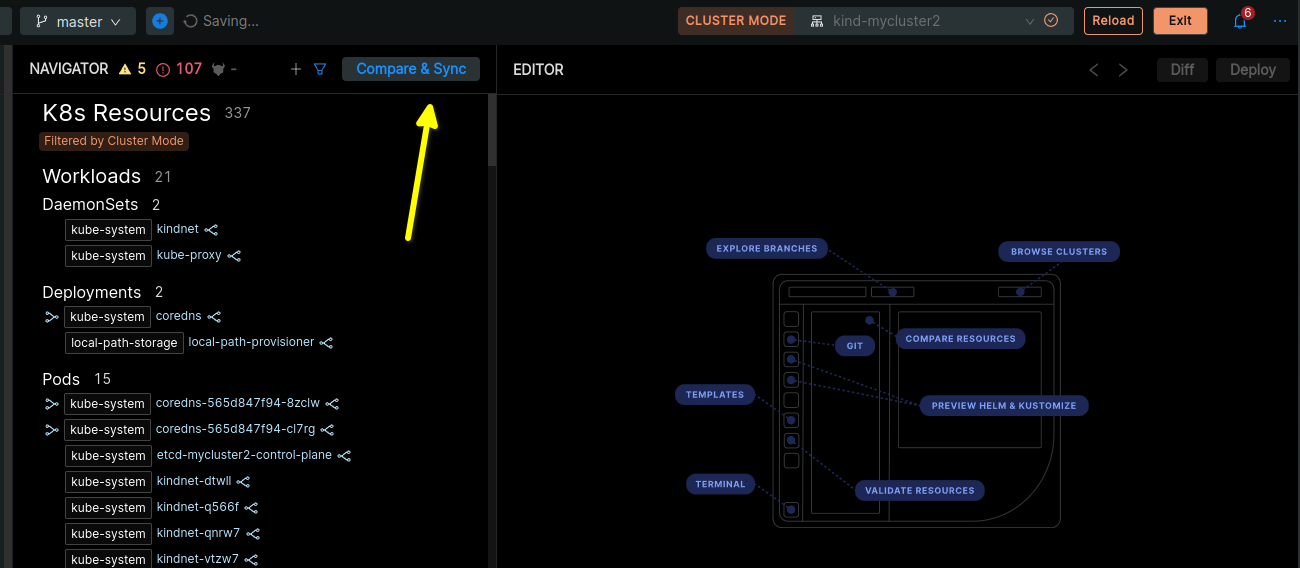 master Saving... CLUSTER MODE kind-mycluster2 Reload Exit 6
NAVIGATOR 5 107 - Compare & Sync
EDITOR Diff Deploy
K8s Resources 337
Filtered by Cluster Mode
Workloads 21
DaemonSets 2
kube-system kindnet
kube-system kube-proxy
Deployments 2
kube-system coredns
local-path-storage local-path-provisioner
Pods 15
kube-system coredns-565d847f94-8zclw
kube-system coredns-565d847f94-cl7rg
kube-system etcd-mycluster2-control-plane
kube-system kindnet-dtwll
kube-system kindnet-q566f
kube-system kindnet-qnrw7
kube-system kindnet-vtzw7
EXPLORE BRANCHES
BROWSE CLUSTERS
GIT
COMPARE RESOURCES
TEMPLATES
PREVIEW HELM & KUSTOMIZE
TERMINAL
VALIDATE RESOURCES